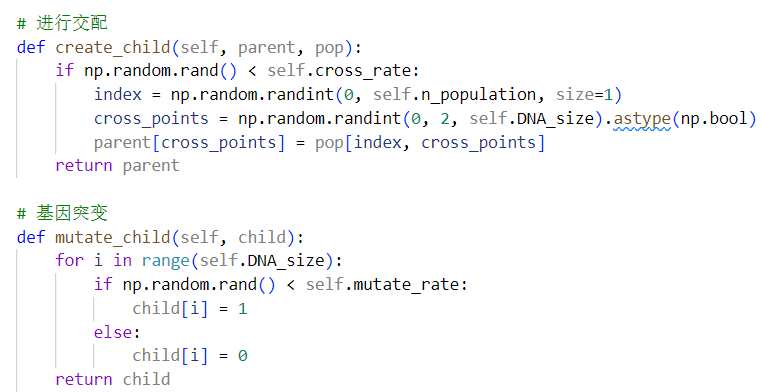 # 进行交配
def create_child(self, parent, pop):
    if np.random.rand() < self.cross_rate:
        index = np.random.randint(0, self.n_population, size=1)
        cross_points = np.random.randint(0, 2, self.DNA_size).astype(np.bool)
        parent[cross_points] = pop[index, cross_points]
    return parent
# 基因突变
def mutate_child(self, child):
    for i in range(self.DNA_size):
        if np.random.rand() < self.mutate_rate:
            child[i] = 1
        else:
            child[i] = 0
    return child